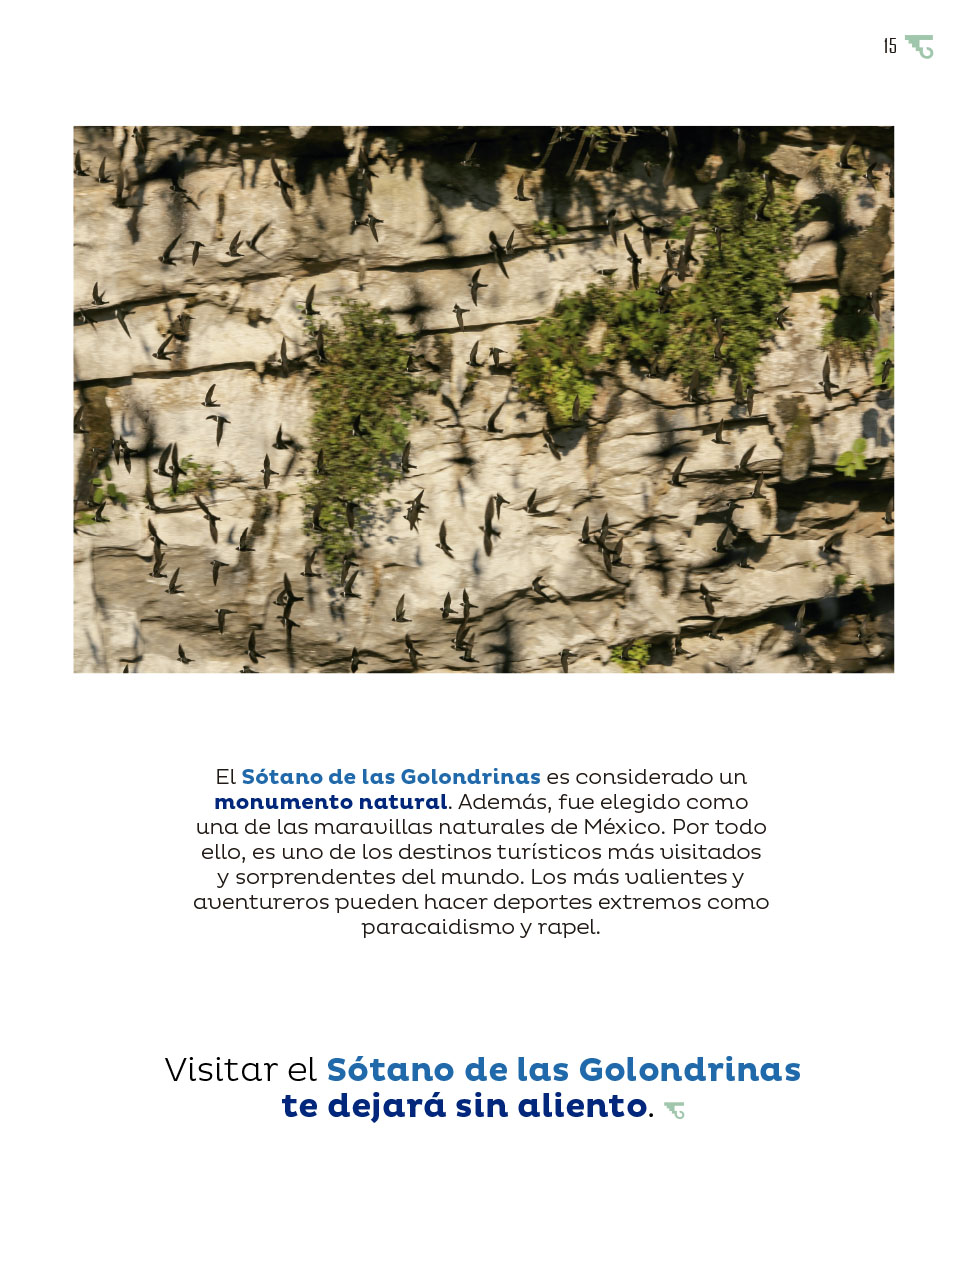 15
El Sótano de las Golondrinas es considerado un
monumento natural. Además, fue elegido como
una de las maravillas naturales de México. Por todo
ello, es uno de los destinos turísticos más visitados
y sorprendentes del mundo. Los más valientes y
aventureros pueden hacer deportes extremos como
paracaidismo y rapel.
Visitar el Sótano de las Golondrinas
te dejará sin aliento.